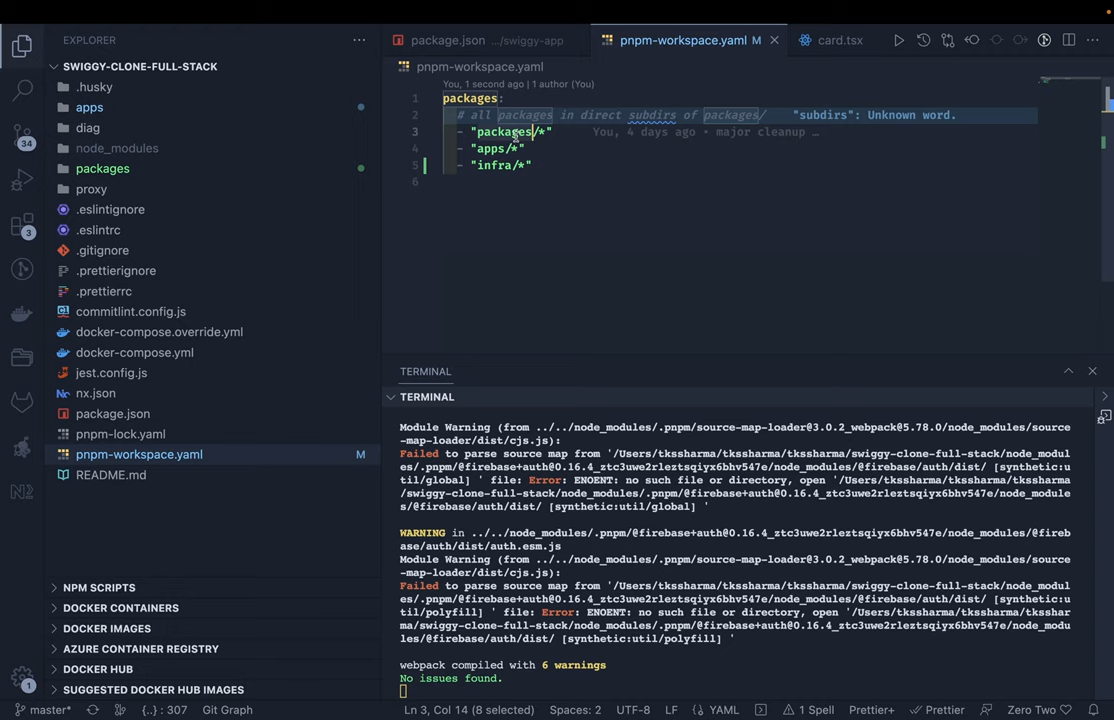 EXPLORER
SWIGGY-CLONE-FULL-STACK
.husky
apps
diag
node_modules
packages
proxy
.eslintignore
.eslintrc
.gitignore
.prettierignore
.prettierrc
commitlint.config.js
docker-compose.override.yml
docker-compose.yml
jest.config.js
nx.json
package.json
pnpm-lock.yaml
pnpm-workspace.yaml M
README.md
34
3
1
NPM SCRIPTS
DOCKER CONTAINERS
DOCKER IMAGES
AZURE CONTAINER REGISTRY
DOCKER HUB
SUGGESTED DOCKER HUB IMAGES
package.json .../swiggy-app
pnpm-workspace.yaml M
card.tsx
pnpm-workspace.yaml
You, 1 second ago | 1 author (You)
1 packages:
2 # all packages in direct subdirs of packages/ "subdirs": Unknown word.
3 - "packages/*" You, 4 days ago • major cleanup …
4 - "apps/*"
5 - "infra/*"
6
TERMINAL
TERMINAL
Module Warning (from ../../node_modules/.pnpm/source-map-loader@3.0.2_webpack@5.78.0/node_modules/source
-map-loader/dist/cjs.js):
Failed to parse source map from '/Users/tkssharma/tkssharma/swiggy-clone-full-stack/node_modules
/.pnpm/@firebase+auth@0.16.4_ztc3uwe2rleztsqiyx6bhv547e/node_modules/@firebase/auth/dist/ [synthetic:u
til/global] ' file: Error: ENOENT: no such file or directory, open '/Users/tkssharma/tkssharma
/swiggy-clone-full-stack/node_modules/.pnpm/@firebase+auth@0.16.4_ztc3uwe2rleztsqiyx6bhv547e/node_module
s/@firebase/auth/dist/ [synthetic:util/global] '
WARNING in ../../node_modules/.pnpm/@firebase+auth@0.16.4_ztc3uwe2rleztsqiyx6bhv547e/node_modules/@fireb
ase/auth/dist/auth.esm.js
Module Warning (from ../../node_modules/.pnpm/source-map-loader@3.0.2_webpack@5.78.0/node_modules/source
-map-loader/dist/cjs.js):
Failed to parse source map from '/Users/tkssharma/tkssharma/swiggy-clone-full-stack/node_modul
es/.pnpm/@firebase+auth@0.16.4_ztc3uwe2rleztsqiyx6bhv547e/node_modules/@firebase/auth/dist/ [synthetic:u
til/polyfill] ' file: Error: ENOENT: no such file or directory, open '/Users/tkssharma/tksshar
ma/swiggy-clone-full-stack/node_modules/.pnpm/@firebase+auth@0.16.4_ztc3uwe2rleztsqiyx6bhv547e/node_modu
les/@firebase/auth/dist/ [synthetic:util/polyfill] '
webpack compiled with 6 warnings
No issues found.
master* {..} : 307 Git Graph Ln 3, Col 14 (8 selected) Spaces: 2 UTF-8 LF YAML 1 Spell Prettier+ Prettier Zero Two